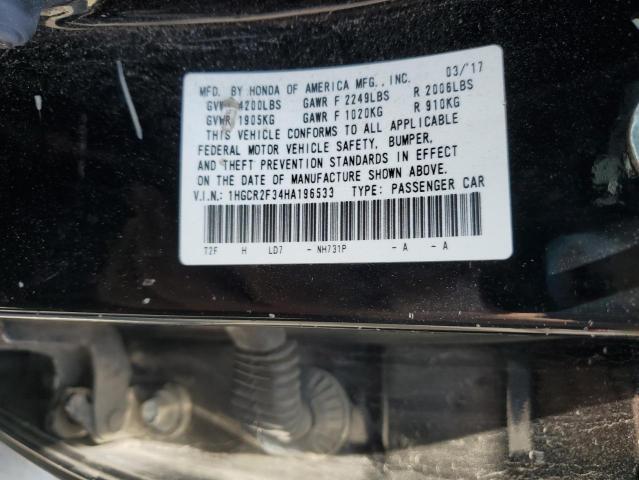 MFD. BY HONDA OF AMERICA MFG., INC. 03/'17
GVWR 4200LBS GAWR F 2249LBS R 2006LBS
GVWR 1905KG GAWR F 1020KG R 910KG
THIS VEHICLE CONFORMS TO ALL APPLICABLE
FEDERAL MOTOR VEHICLE SAFETY, BUMPER,
AND THEFT PREVENTION STANDARDS IN EFFECT
ON THE DATE OF MANUFACTURE SHOWN ABOVE.
V.I.N.: 1HGCR2F34HA196533 TYPE: PASSENGER CAR
T2F H LD7 - NH731P - A - A